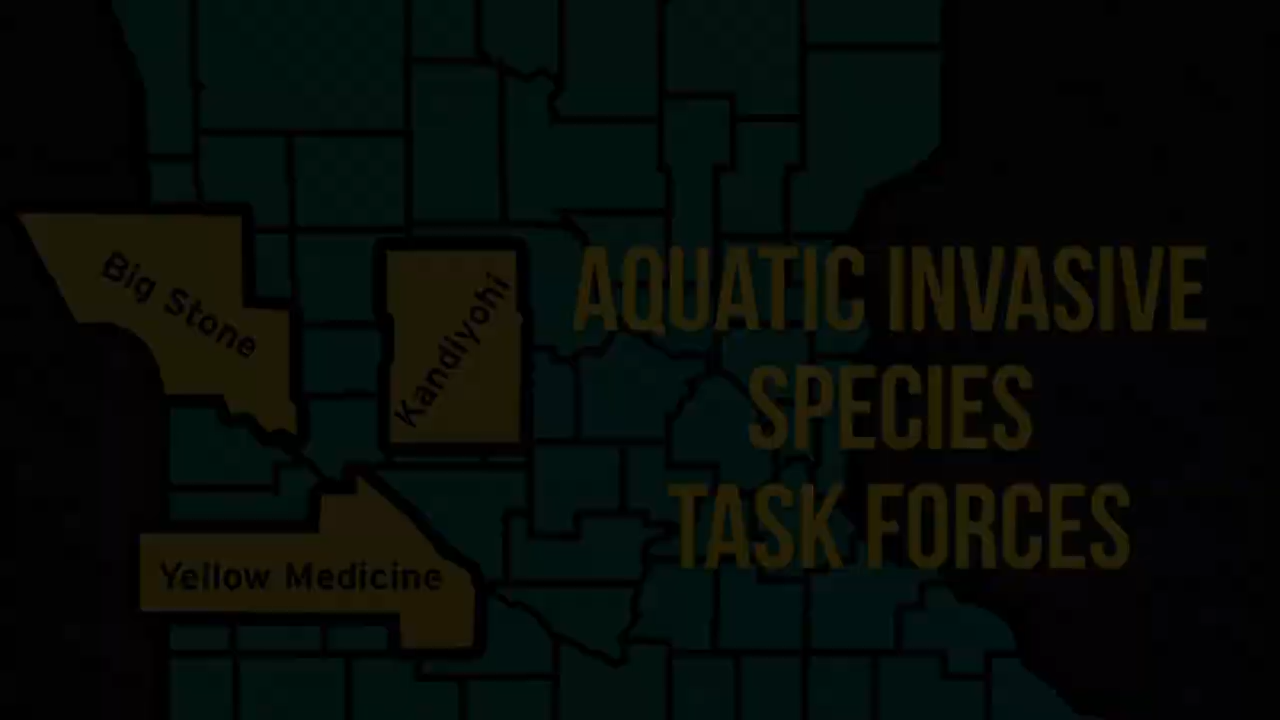 Big Stone
Kandiyohi
AQUATIC INVASIVE
SPECIES
TASK FORCES
Yellow Medicine